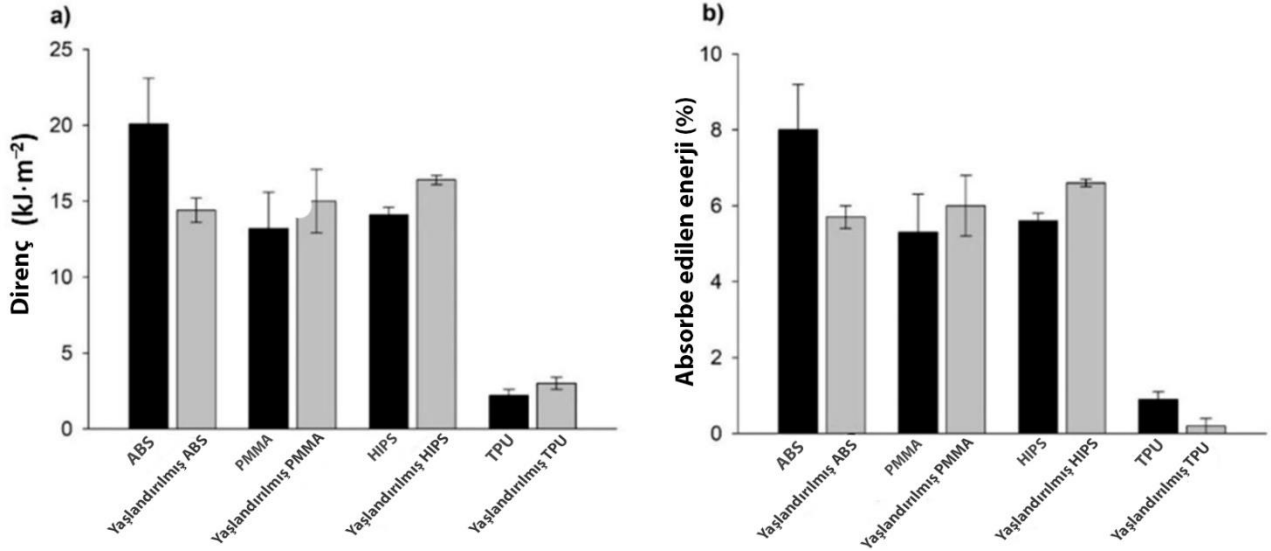 a)
Direnç (kJ·m⁻²)
25
20
15
10
5
0
ABS
Yaşlandırılmış ABS
PMMA
Yaşlandırılmış PMMA
HIPS
Yaşlandırılmış HIPS
TPU
Yaşlandırılmış TPU
b)
Absorbe edilen enerji (%)
10
8
6
4
2
0
ABS
Yaşlandırılmış ABS
PMMA
Yaşlandırılmış PMMA
HIPS
Yaşlandırılmış HIPS
TPU
Yaşlandırılmış TPU